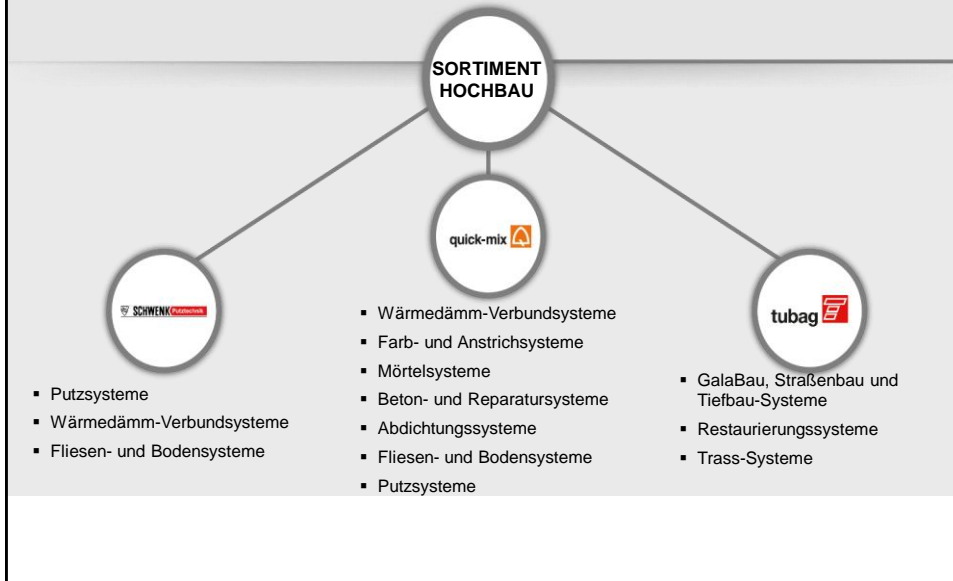 SORTIMENT
HOCHBAU
SCHWENK Putztechnik
▪ Putzsysteme
▪ Wärmedämm-Verbundsysteme
▪ Fliesen- und Bodensysteme
quick-mix
▪ Wärmedämm-Verbundsysteme
▪ Farb- und Anstrichsysteme
▪ Mörtelsysteme
▪ Beton- und Reparatursysteme
▪ Abdichtungssysteme
▪ Fliesen- und Bodensysteme
▪ Putzsysteme
tubag
▪ GalaBau, Straßenbau und
Tiefbau-Systeme
▪ Restaurierungssysteme
▪ Trass-Systeme